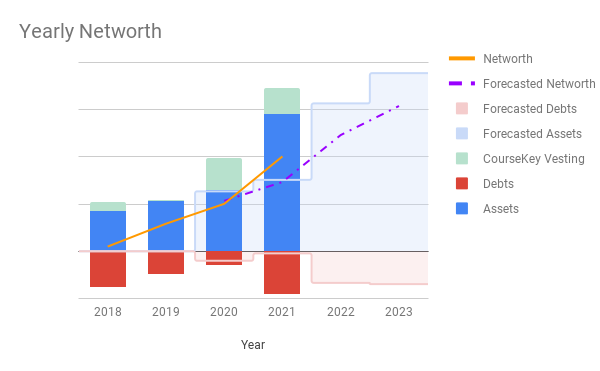 Yearly Networth
Networth
Forecasted Networth
Forecasted Debts
Forecasted Assets
CourseKey Vesting
Debts
Assets
2018 2019 2020 2021 2022 2023
Year